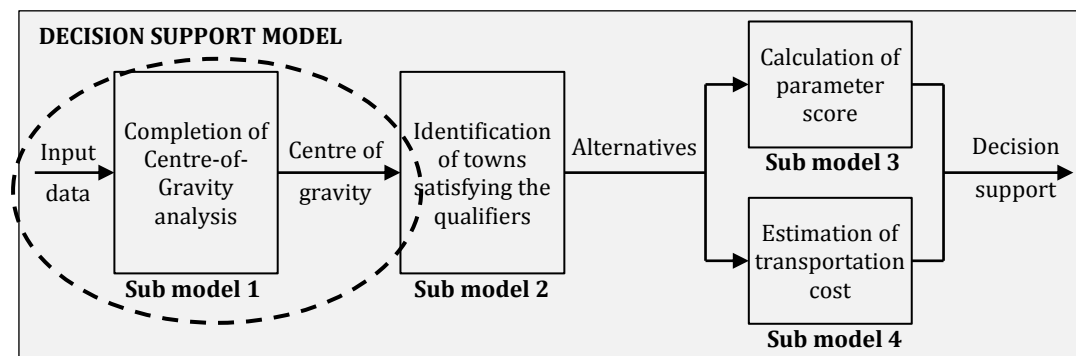 DECISION SUPPORT MODEL
Input
data
Completion of
Centre-of-
Gravity
analysis
Sub model 1
Centre of
gravity
Identification
of towns
satisfying the
qualifiers
Sub model 2
Alternatives
Calculation of
parameter
score
Sub model 3
Estimation of
transportation
cost
Sub model 4
Decision
support